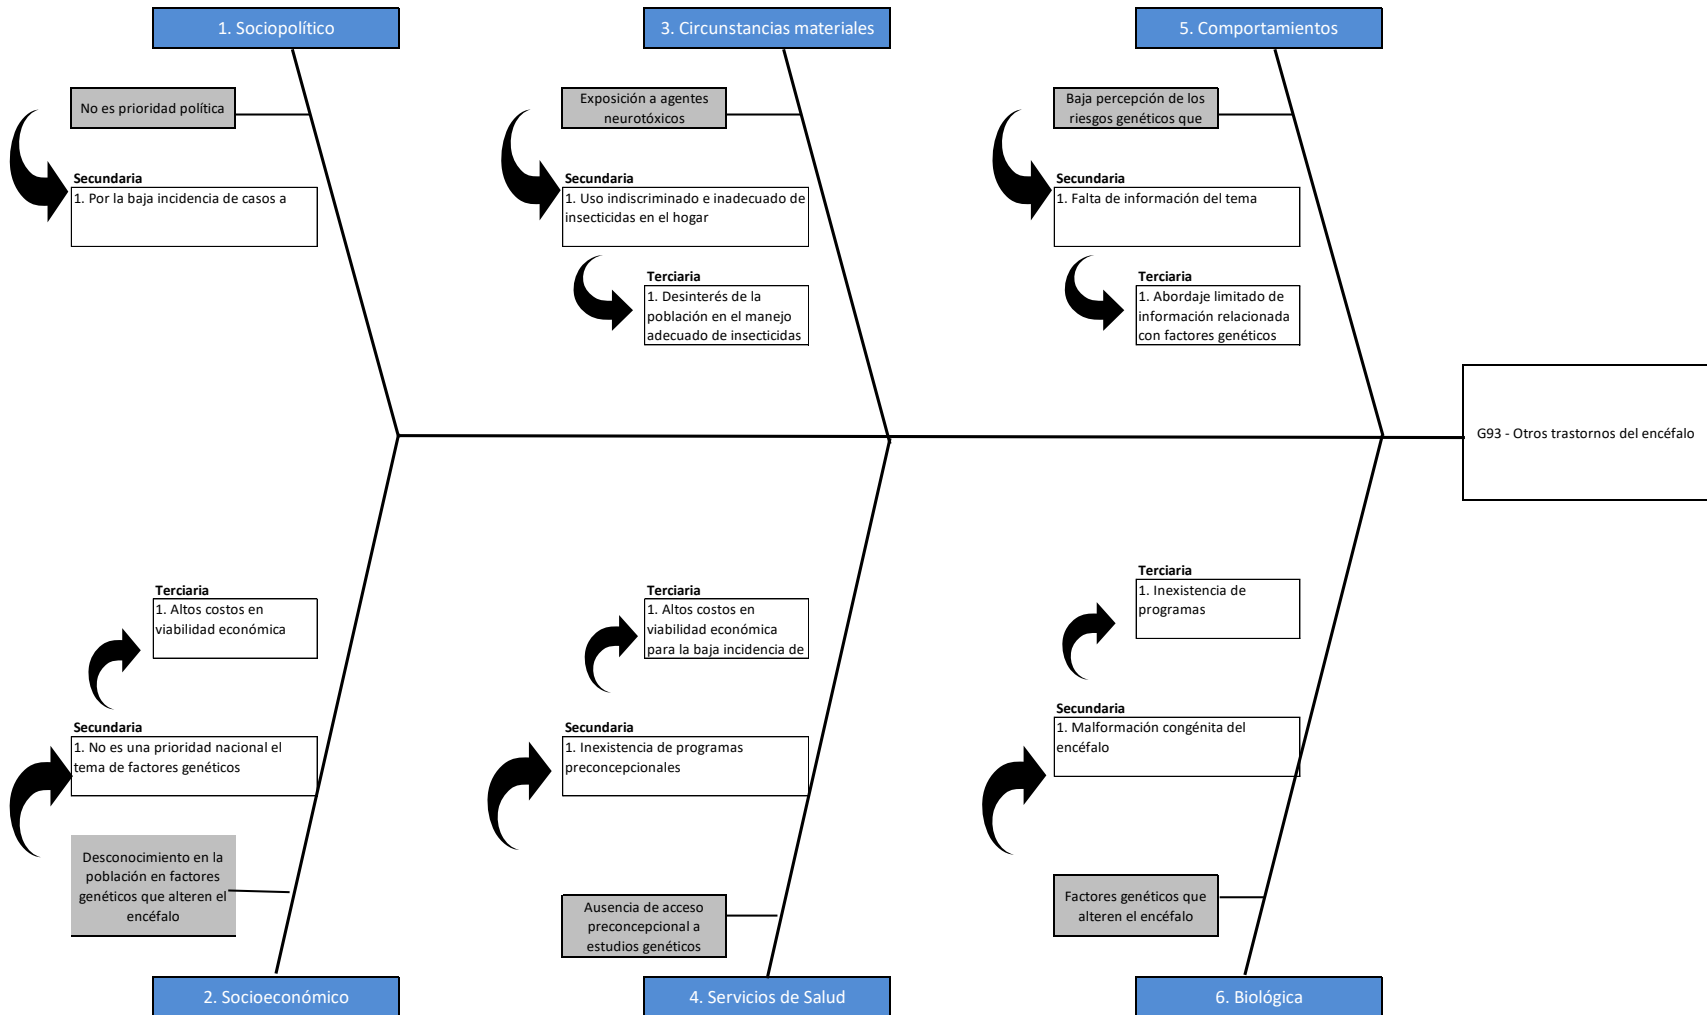 1. Sociopolítico
3. Circunstancias materiales
5. Comportamientos
No es prioridad política
Exposición a agentes
neurotóxicos
Baja percepción de los
riesgos genéticos que
Secundaria
1. Por la baja incidencia de casos a
Secundaria
1. Uso indiscriminado e inadecuado de
insecticidas en el hogar
Secundaria
1. Falta de información del tema
Terciaria
1. Desinterés de la
población en el manejo
adecuado de insecticidas
Terciaria
1. Abordaje limitado de
información relacionada
con factores genéticos
G93 - Otros trastornos del encéfalo
Terciaria
1. Altos costos en
viabilidad económica
Terciaria
1. Altos costos en
viabilidad económica
para la baja incidencia de
Terciaria
1. Inexistencia de
programas
Secundaria
1. No es una prioridad nacional el
tema de factores genéticos
Secundaria
1. Inexistencia de programas
preconcepcionales
Secundaria
1. Malformación congénita del
encéfalo
Desconocimiento en la
población en factores
genéticos que alteren el
encéfalo
Ausencia de acceso
preconcepcional a
estudios genéticos
Factores genéticos que
alteren el encéfalo
2. Socioeconómico
4. Servicios de Salud
6. Biológica